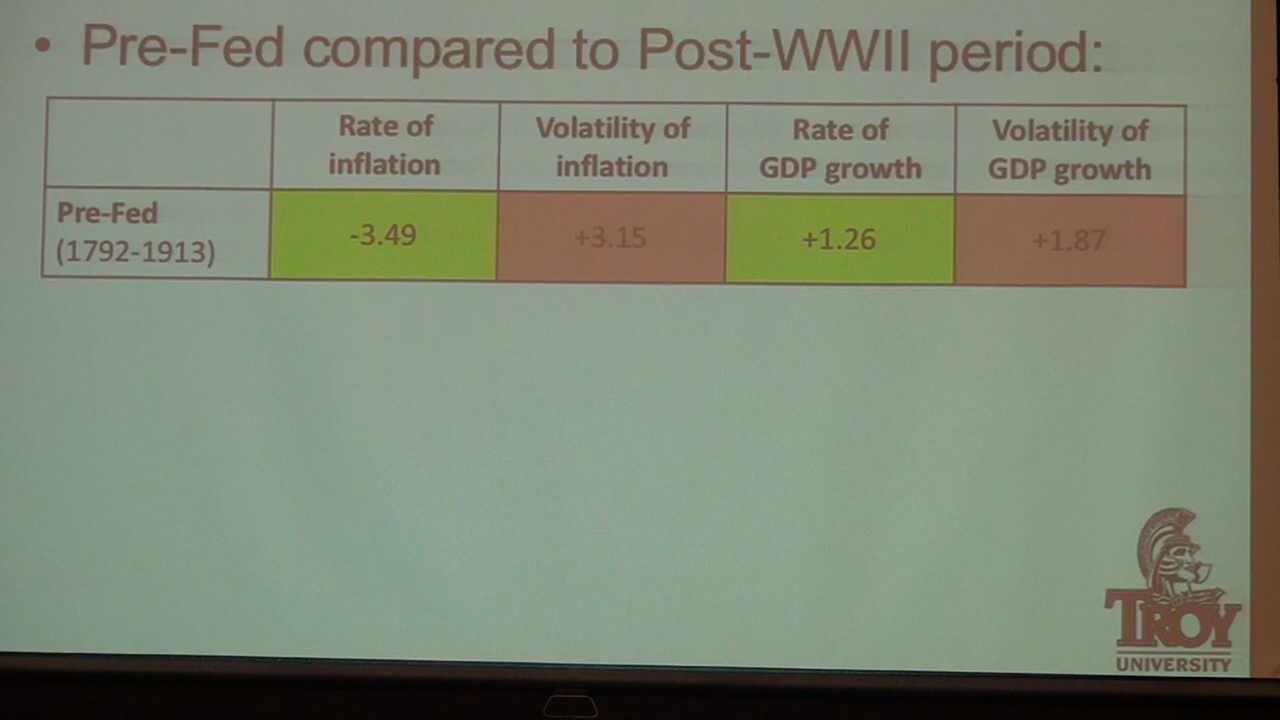 • Pre-Fed compared to Post-WWII period:
Rate of inflation
Volatility of inflation
Rate of GDP growth
Volatility of GDP growth
Pre-Fed (1792-1913)
-3.49
+3.15
+1.26
+1.87
TROY
UNIVERSITY